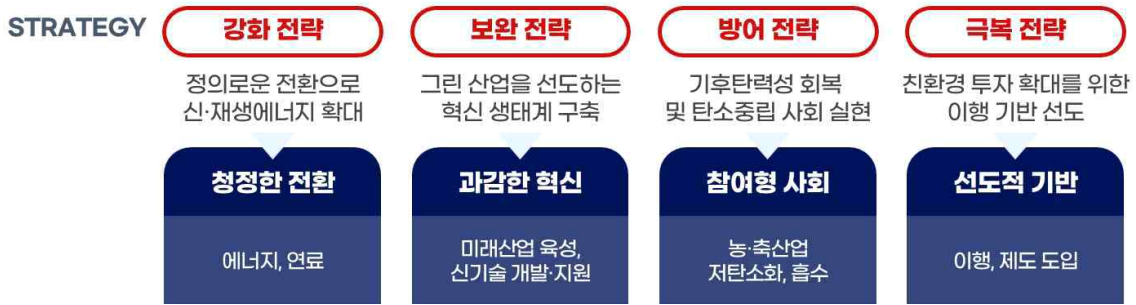 STRATEGY
강화 전략
보완 전략
방어 전략
극복 전략
정의로운 전환으로
신·재생에너지 확대
그린 산업을 선도하는
혁신 생태계 구축
기후탄력성 회복
및 탄소중립 사회 실현
친환경 투자 확대를 위한
이행 기반 선도
청정한 전환
과감한 혁신
참여형 사회
선도적 기반
에너지, 연료
미래산업 육성,
신기술 개발·지원
농·축산업
저탄소화, 흡수
이행, 제도 도입